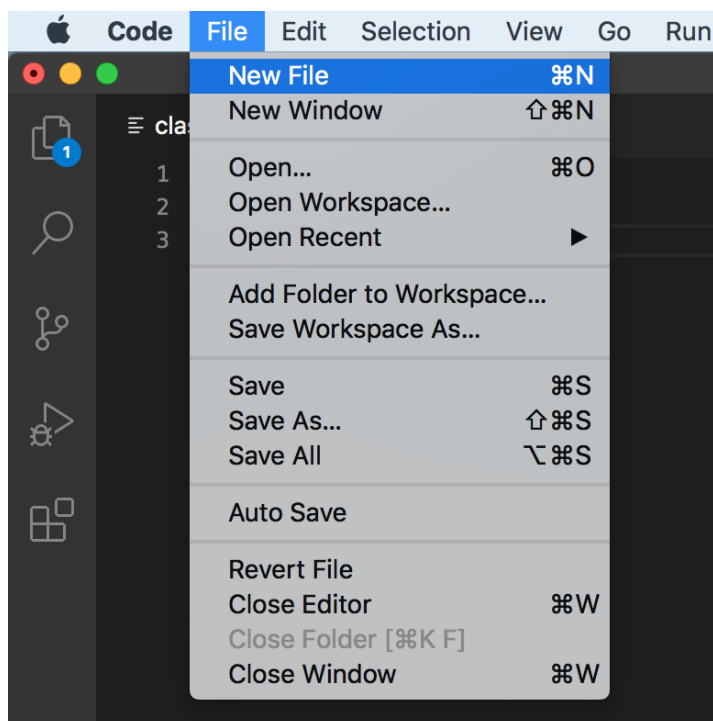 Code File Edit Selection View Go Run
New File ⌘N
New Window ⇧⌘N
Open... ⌘O
Open Workspace...
Open Recent ▶
Add Folder to Workspace...
Save Workspace As...
Save ⌘S
Save As... ⇧⌘S
Save All ⌥⌘S
Auto Save
Revert File
Close Editor ⌘W
Close Folder [⌘K F]
Close Window ⌘W
1
cla
1
2
3